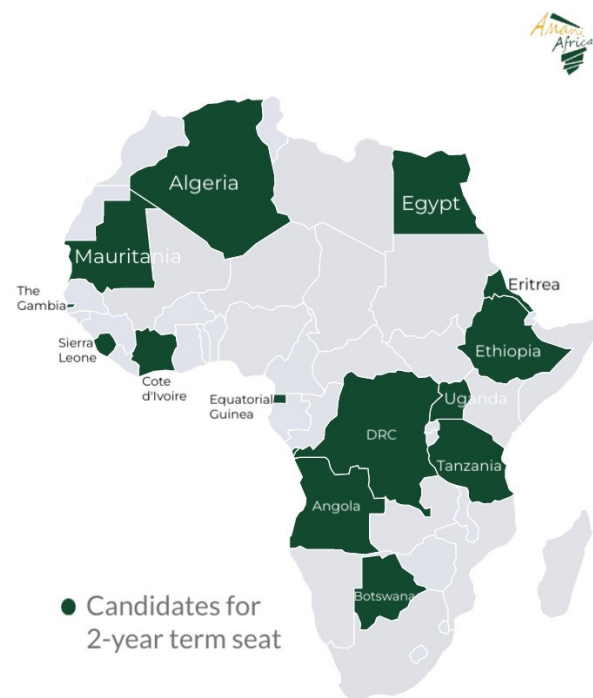 Amani
Africa
Algeria
Egypt
Mauritania
The
Gambia
Eritrea
Sierra
Leone
Ethiopia
Cote
d'Ivoire
Equatorial
Guinea
Uganda
DRC
Tanzania
Angola
Botswana
Candidates for
2-year term seat